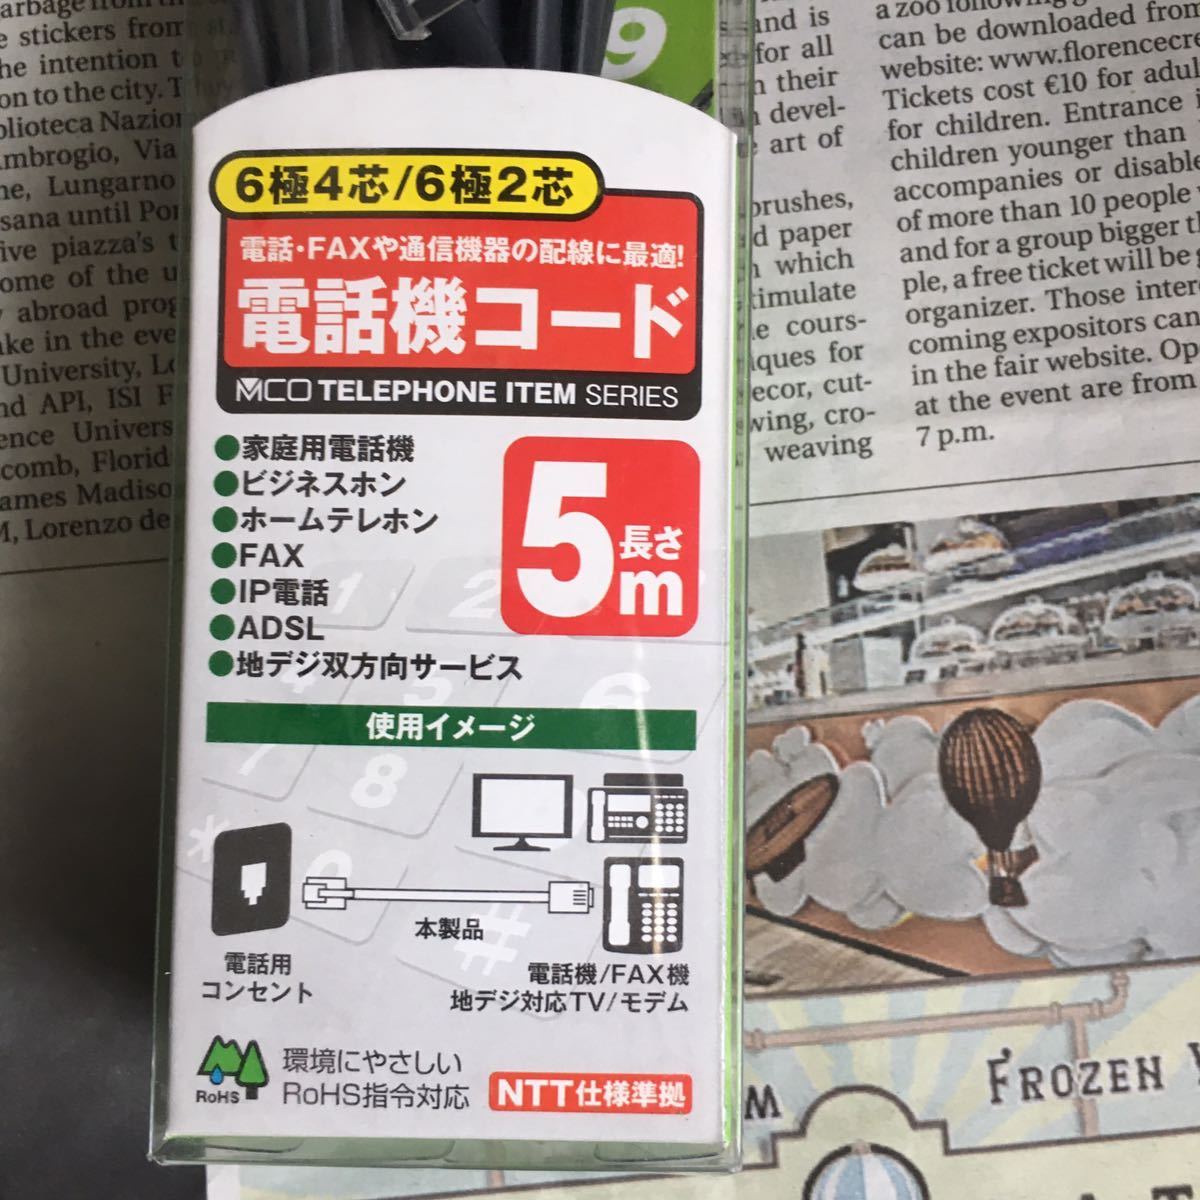 stickers from
he intention to
on to the city.
blioteca
mbrogio, Via
ne, Lungarno
sana until
ive piazza's
ome of the
abroad
ake in the
University,
nd API, ISI
ence
comb,
ames
M, Lorenzo de
9
6極4芯/6極2芯
電話・FAXや通信機器の配線に最適!
電話機コード
MCO TELEPHONE ITEM SERIES
●家庭用電話機
●ビジネスホン
●ホームテレホン
●FAX
●IP電話
●ADSL
●地デジ双方向サービス
長さ
5m
使用イメージ
本製品
電話用
コンセント
電話機/FAX機
地デジ対応TV/モデム
RoHS
環境にやさしい
RoHS指令対応
NTT仕様準拠
and is
for all
their
devel-
art of
brushes,
paper
which
timulate
cours-
iques for
ecor, cut-
wing, cro-
weaving
a zoo following
can be downloaded from
website: www.florencecre
Tickets cost €10 for adul
for children. Entrance i
children younger than
accompanies or disable
of more than 10 people
and for a group bigger th
ple, a free ticket will be g
organizer. Those inter
coming expositors can
in the fair website. Op
at the event are from
7 p.m.
FROZEN